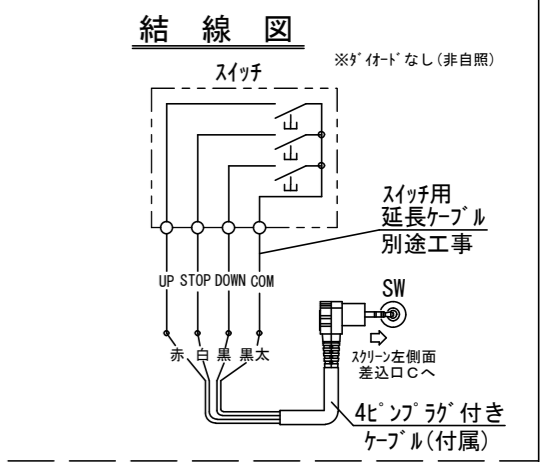 結線図
※ダイオードなし(非自照)
スイッチ
スイッチ用
延長ケーブル
別途工事
UP STOP DOWN COM
SW
赤 白 黒 黒太
スクリーン左側面
差込口Cへ
4ピンプラグ付き
ケーブル(付属)